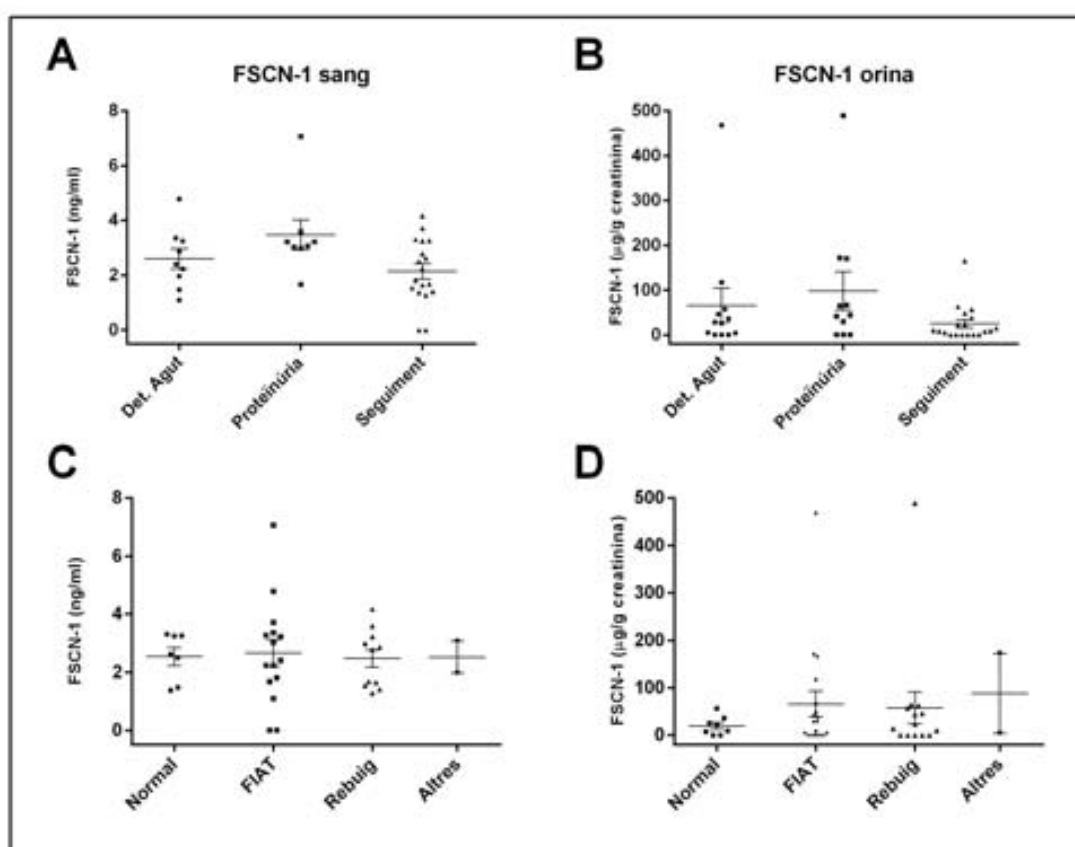 A
FSCN-1 sang
FSCN-1 (ng/ml)
8
6
4
2
0
Det. Agut
Proteïnúria
Seguiment
B
FSCN-1 orina
FSCN-1 (µg/g creatinina)
500
400
300
200
100
0
Det. Agut
Proteïnúria
Seguiment
C
FSCN-1 (ng/ml)
8
6
4
2
0
Normal
FIAT
Rebuig
Altres
D
FSCN-1 (µg/g creatinina)
500
400
300
200
100
0
Normal
FIAT
Rebuig
Altres